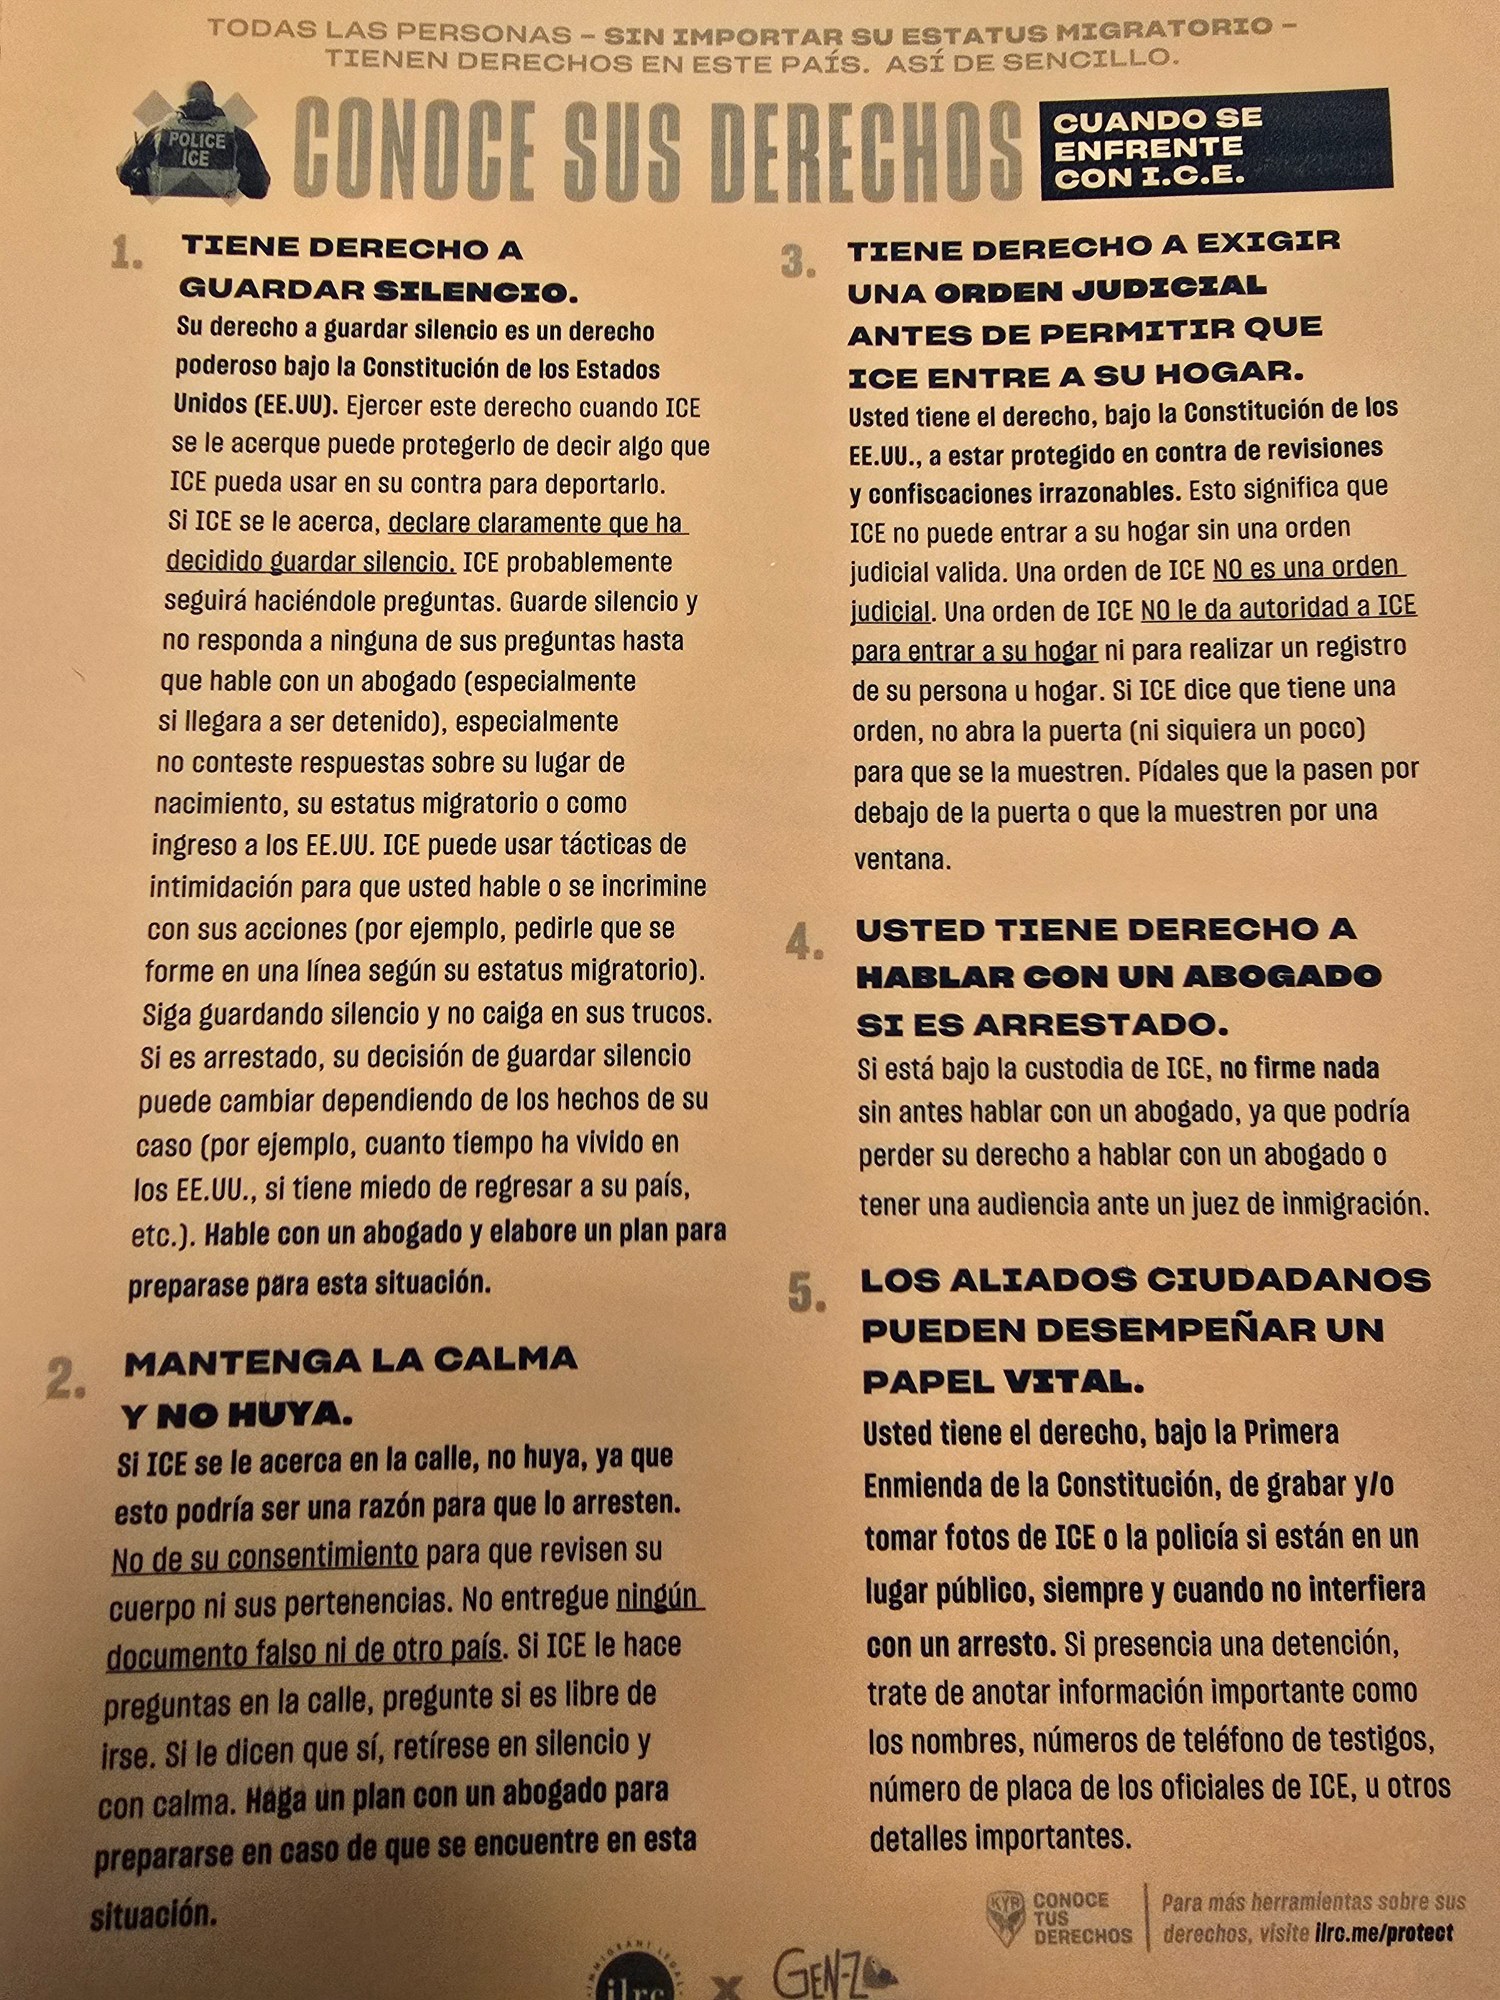 TODAS LAS PERSONAS – SIN IMPORTAR SU ESTATUS MIGRATORIO –
TIENEN DERECHOS EN ESTE PAÍS. ASÍ DE SENCILLO.
POLICE
ICE
CONOCE SUS DERECHOS
CUANDO SE
ENFRENTE
CON I.C.E.
1. TIENE DERECHO A
GUARDAR SILENCIO.
Su derecho a guardar silencio es un derecho
poderoso bajo la Constitución de los Estados
Unidos (EE.UU). Ejercer este derecho cuando ICE
se le acerque puede protegerlo de decir algo que
ICE pueda usar en su contra para deportarlo.
Si ICE se le acerca, declare claramente que ha
decidido guardar silencio. ICE probablemente
seguirá haciéndole preguntas. Guarde silencio y
no responda a ninguna de sus preguntas hasta
que hable con un abogado (especialmente
si llegara a ser detenido), especialmente
no conteste respuestas sobre su lugar de
nacimiento, su estatus migratorio o como
ingreso a los EE.UU. ICE puede usar tácticas de
intimidación para que usted hable o se incrimine
con sus acciones (por ejemplo, pedirle que se
forme en una línea según su estatus migratorio).
Siga guardando silencio y no caiga en sus trucos.
Si es arrestado, su decisión de guardar silencio
puede cambiar dependiendo de los hechos de su
caso (por ejemplo, cuanto tiempo ha vivido en
los EE.UU., si tiene miedo de regresar a su país,
etc.). Hable con un abogado y elabore un plan para
preparase para esta situación.
2. MANTENGA LA CALMA
Y NO HUYA.
Si ICE se le acerca en la calle, no huya, ya que
esto podría ser una razón para que lo arresten.
No de su consentimiento para que revisen su
cuerpo ni sus pertenencias. No entregue ningún
documento falso ni de otro país. Si ICE le hace
preguntas en la calle, pregunte si es libre de
irse. Si le dicen que sí, retírese en silencio y
con calma. Haga un plan con un abogado para
prepararse en caso de que se encuentre en esta
situación.
3. TIENE DERECHO A EXIGIR
UNA ORDEN JUDICIAL
ANTES DE PERMITIR QUE
ICE ENTRE A SU HOGAR.
Usted tiene el derecho, bajo la Constitución de los
EE.UU., a estar protegido en contra de revisiones
y confiscaciones irrazonables. Esto significa que
ICE no puede entrar a su hogar sin una orden
judicial valida. Una orden de ICE NO es una orden
judicial. Una orden de ICE NO le da autoridad a ICE
para entrar a su hogar ni para realizar un registro
de su persona u hogar. Si ICE dice que tiene una
orden, no abra la puerta (ni siquiera un poco)
para que se la muestren. Pídales que la pasen por
debajo de la puerta o que la muestren por una
ventana.
4. USTED TIENE DERECHO A
HABLAR CON UN ABOGADO
SI ES ARRESTADO.
Si está bajo la custodia de ICE, no firme nada
sin antes hablar con un abogado, ya que podría
perder su derecho a hablar con un abogado o
tener una audiencia ante un juez de inmigración.
5. LOS ALIADOS CIUDADANOS
PUEDEN DESEMPEÑAR UN
PAPEL VITAL.
Usted tiene el derecho, bajo la Primera
Enmienda de la Constitución, de grabar y/o
tomar fotos de ICE o la policía si están en un
lugar público, siempre y cuando no interfiera
con un arresto. Si presencia una detención,
trate de anotar información importante como
los nombres, números de teléfono de testigos,
número de placa de los oficiales de ICE, u otros
detalles importantes.
KYR
CONOCE
TUS
DERECHOS
Para más herramientas sobre sus
derechos, visite ilrc.me/protect
IMMIGRANT LEGAL
ilrc
X
GEN-Z